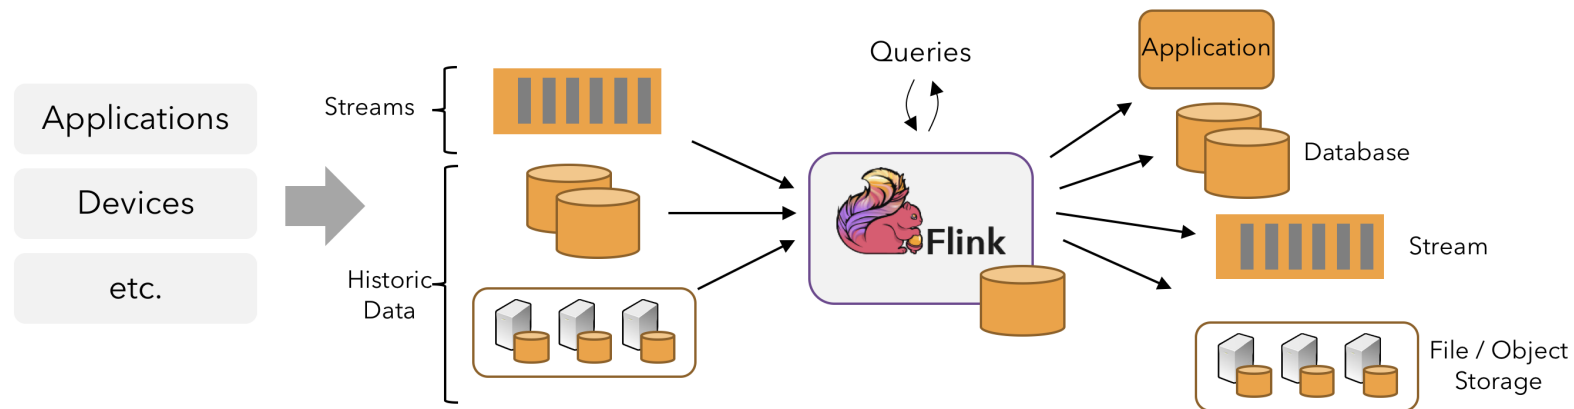 Applications
Devices
etc.
Streams
Historic
Data
Queries
Flink
Application
Database
Stream
File / Object
Storage